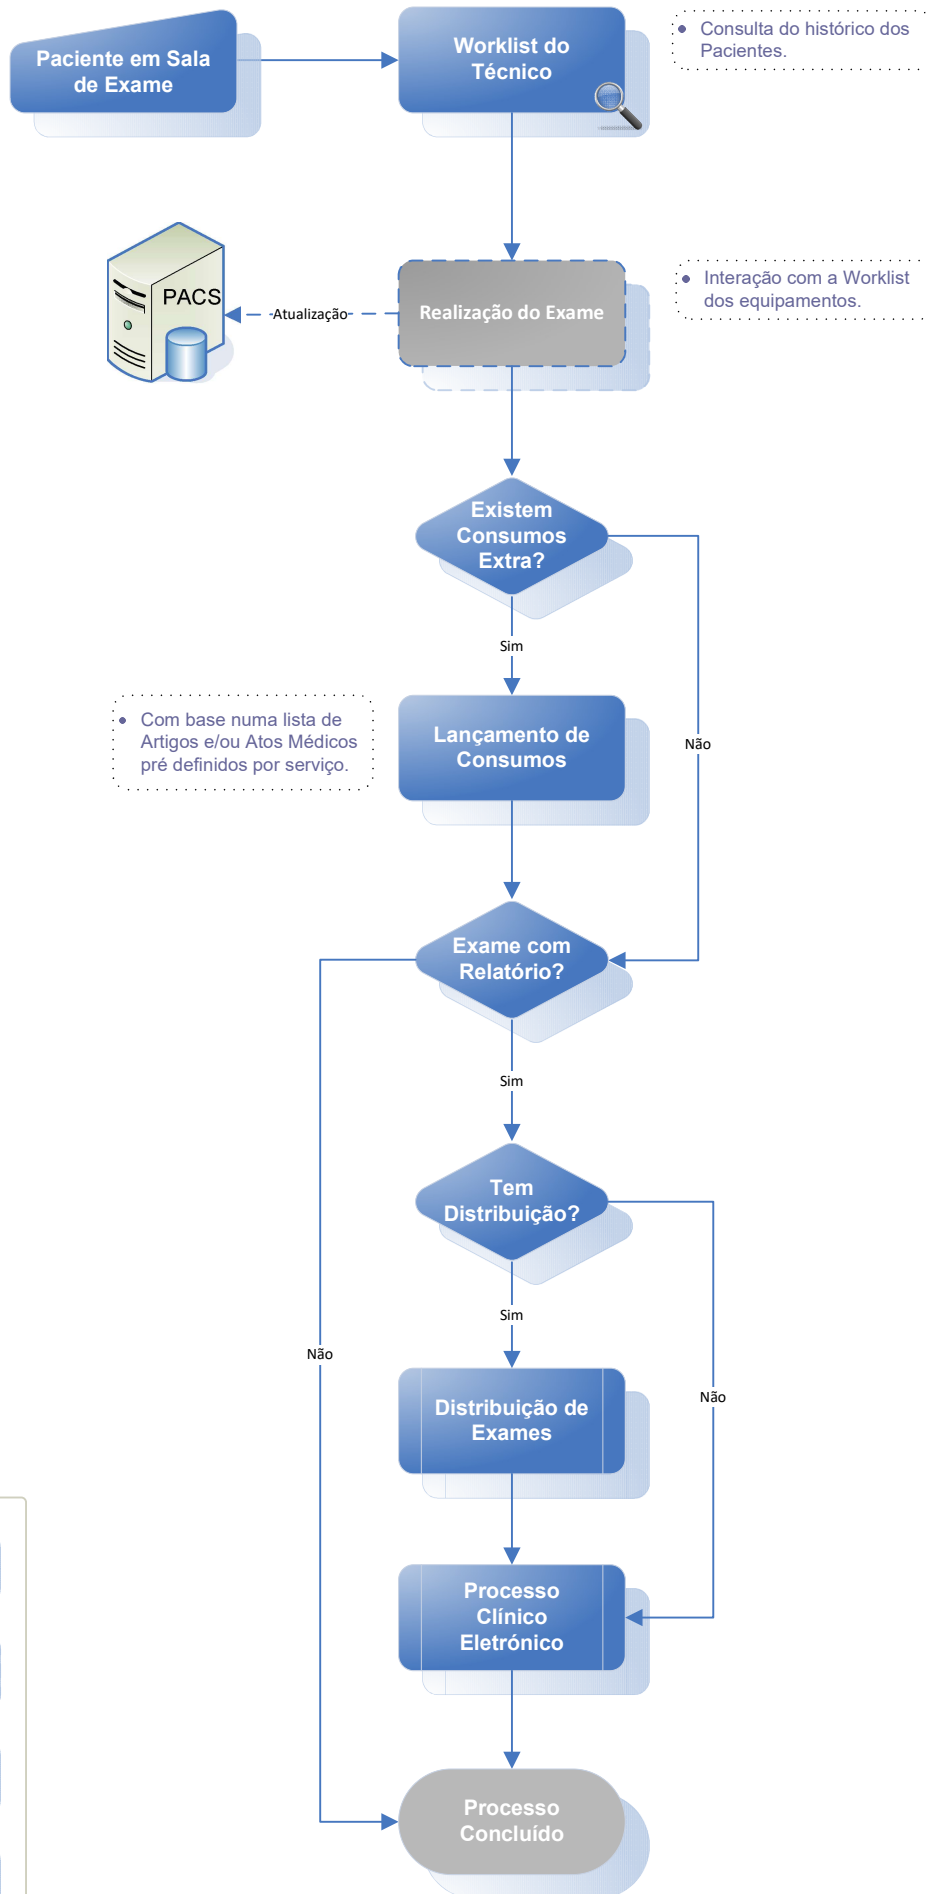 Paciente em Sala
de Exame
Worklist do
Técnico
Consulta do histórico dos
Pacientes.
PACS
Atualização
Realização do Exame
Interação com a Worklist
dos equipamentos.
Existem
Consumos
Extra?
Sim
Não
Com base numa lista de
Artigos e/ou Atos Médicos
pré definidos por serviço.
Lançamento de
Consumos
Exame com
Relatório?
Sim
Não
Tem
Distribuição?
Sim
Não
Distribuição de
Exames
Processo
Clínico
Eletrónico
Processo
Concluído